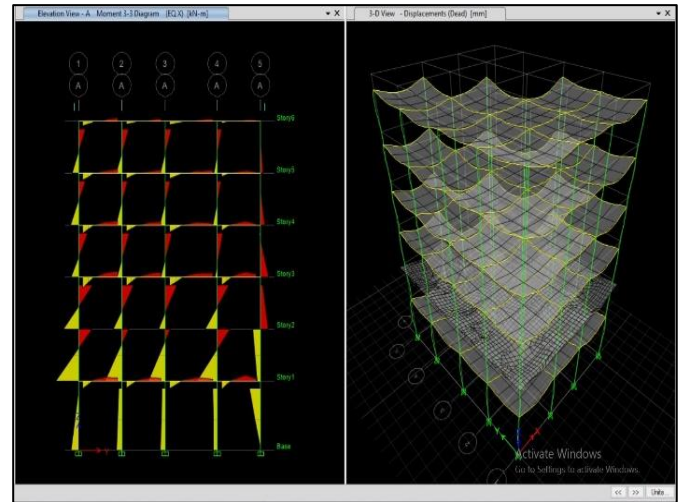 Elevation View - A Moment 3-3 Diagram (EQ X) [kN-m]
3-D View - Displacements (Dead) [mm]
1 2 3 4 5
A A A A A
Story6
Story5
Story4
Story3
Story2
Story1
Base
Y
Y X
Activate Windows
Go to Settings to activate Windows.
<< >> Units...